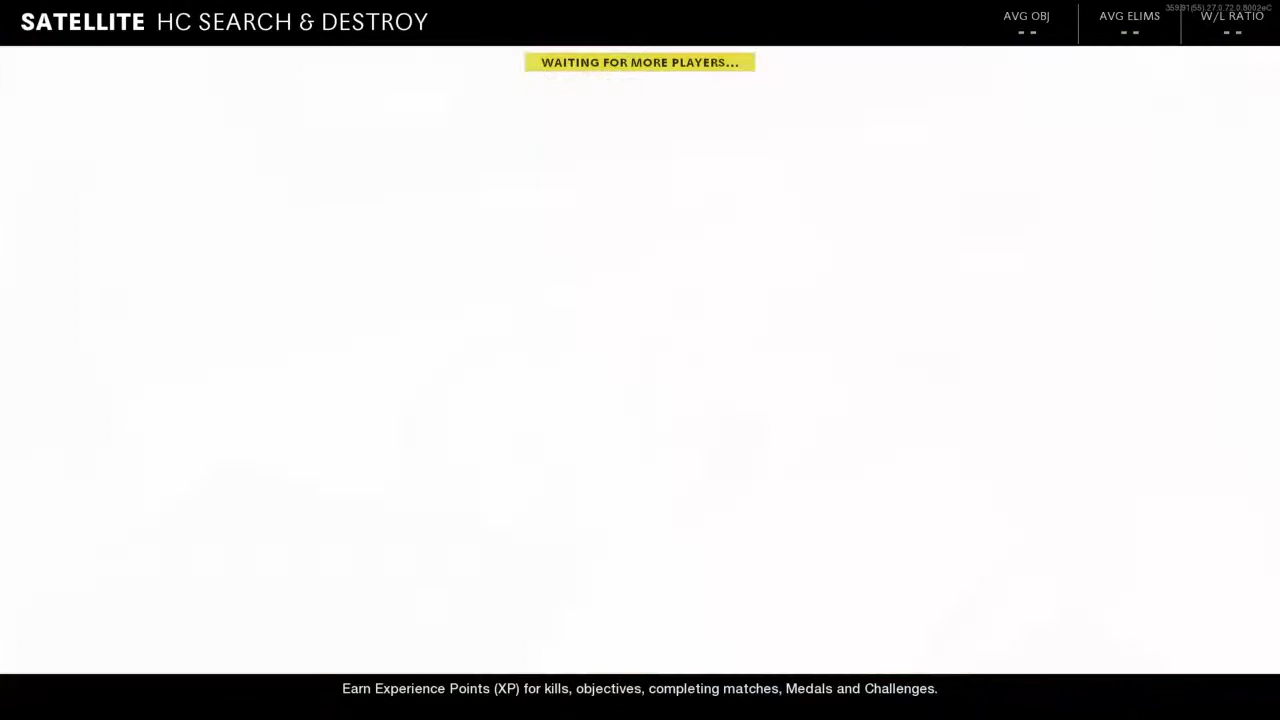 SATELLITE HC SEARCH & DESTROY
AVG OBJ AVG ELIMS W/L RATIO
-- -- --
WAITING FOR MORE PLAYERS...
Earn Experience Points (XP) for kills, objectives, completing matches, Medals and Challenges.